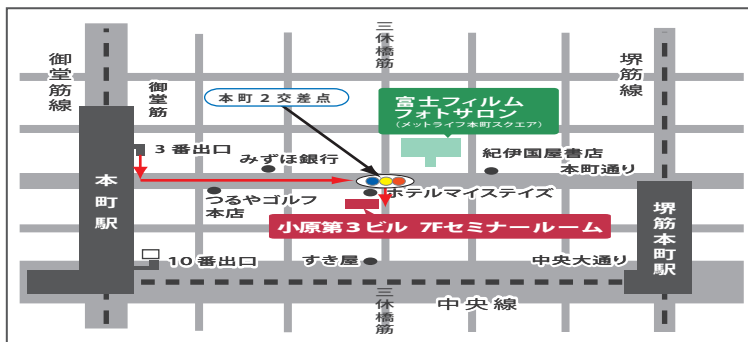 三休橋筋
御堂筋線
御堂筋
堺筋線
本町2交差点
富士フィルム
フォトサロン
(メットライフ本町スクエア)
3番出口
みずほ銀行
紀伊国屋書店
本町通り
本町駅
つるやゴルフ
本店
ホテルマイステイズ
小原第3ビル 7Fセミナールーム
堺筋本町駅
10番出口
すき屋
中央大通り
三休橋筋
中央線